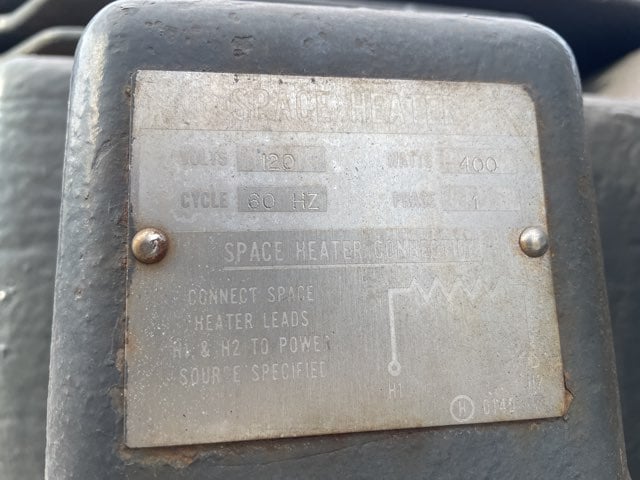 SPACE HEATER
VOLTS 120 WATTS 400
CYCLE 60 HZ PHASE 1
SPACE HEATER CONNECTION
CONNECT SPACE
HEATER LEADS
H1 & H2 TO POWER
SOURCE SPECIFIED
H1 H2